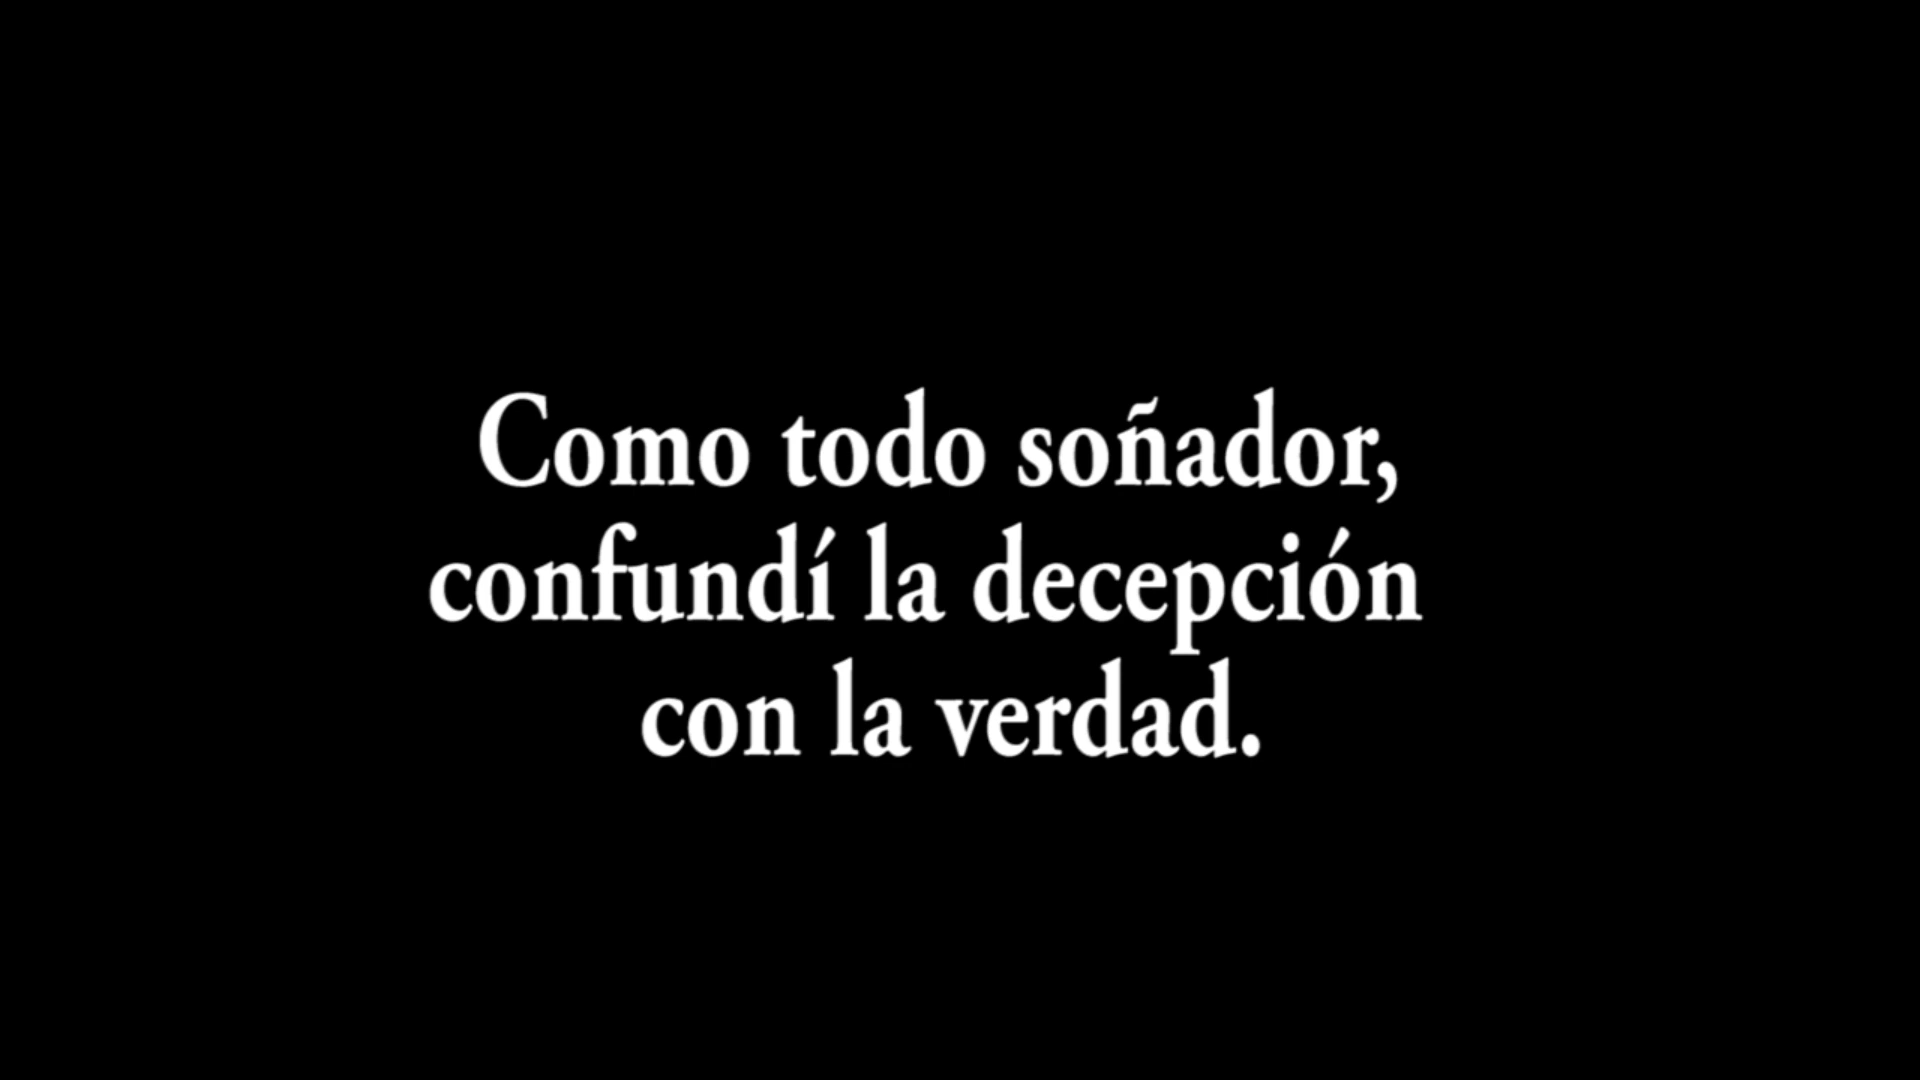 Como todo soñador,
confundí la decepción
con la verdad.